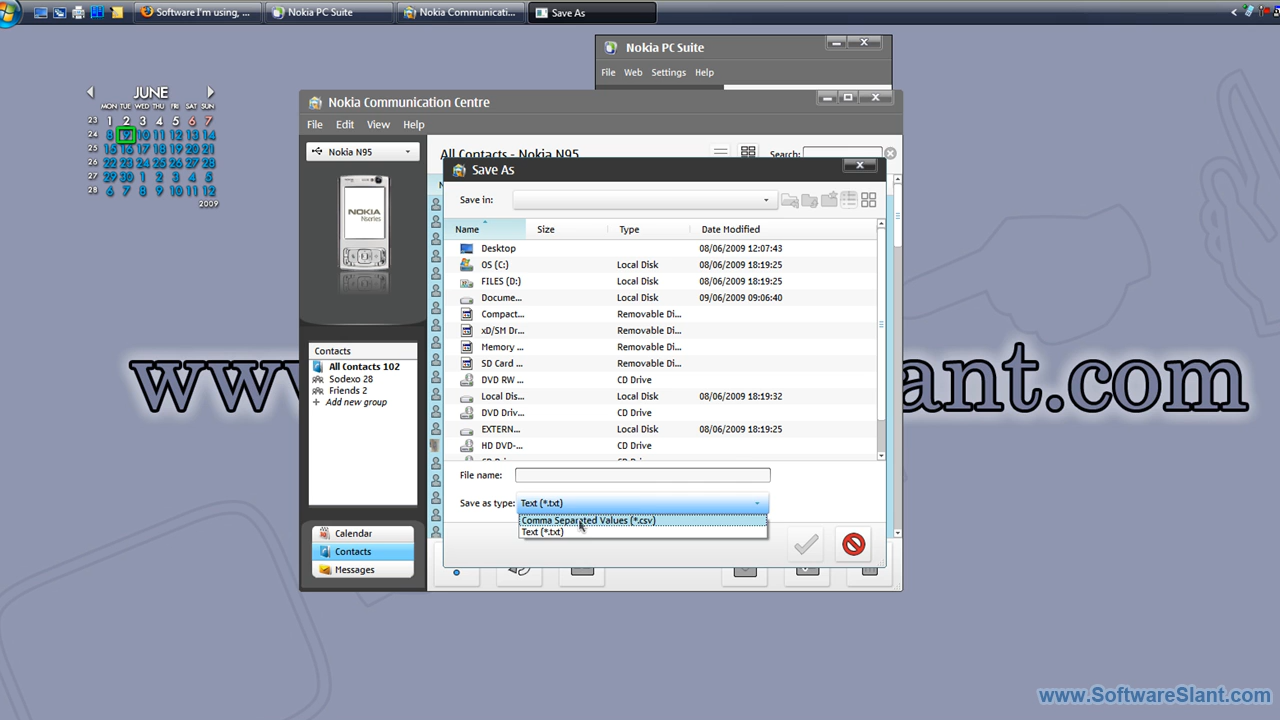 Software I'm using, ...
Nokia PC Suite
Nokia Communicati...
Save As
JUNE
MON TUE WED THU FRI SAT SUN
23 1 2 3 4 5 6 7
24 8 9 10 11 12 13 14
25 15 16 17 18 19 20 21
26 22 23 24 25 26 27 28
27 29 30 1 2 3 4 5
28 6 7 8 9 10 11 12
2009
Nokia PC Suite
File Web Settings Help
Nokia Communication Centre
File Edit View Help
Nokia N95
NOKIA
Nseries
All Contacts - Nokia N95
Search:
Save As
Save in:
Name Size Type Date Modified
Desktop 08/06/2009 12:07:43
OS (C:) Local Disk 08/06/2009 18:19:25
FILES (D:) Local Disk 08/06/2009 18:19:25
Docume... Local Disk 09/06/2009 09:06:40
Compact... Removable Di...
xD/SM Dr... Removable Di...
Memory ... Removable Di...
SD Card ... Removable Di...
DVD RW ... CD Drive
Local Dis... Local Disk 08/06/2009 18:19:32
DVD Driv... CD Drive
EXTERN... Local Disk 08/06/2009 18:19:25
HD DVD-... CD Drive
File name:
Save as type: Text (*.txt)
Comma Separated Values (*.csv)
Text (*.txt)
Contacts
All Contacts 102
Sodexo 28
Friends 2
+ Add new group
Calendar
Contacts
Messages
www.
lant.com
www.SoftwareSlant.com